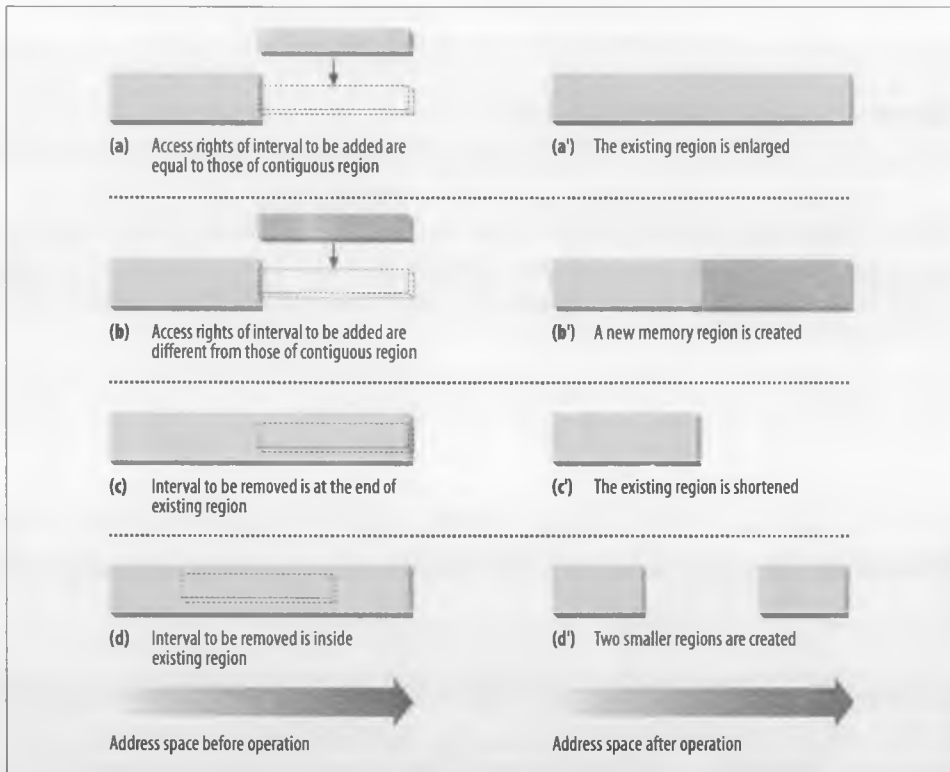 (a) Access rights of interval to be added are
equal to those of contiguous region
(a') The existing region is enlarged
(b) Access rights of interval to be added are
different from those of contiguous region
(b') A new memory region is created
(c) Interval to be removed is at the end of
existing region
(c') The existing region is shortened
(d) Interval to be removed is inside
existing region
(d') Two smaller regions are created
Address space before operation
Address space after operation